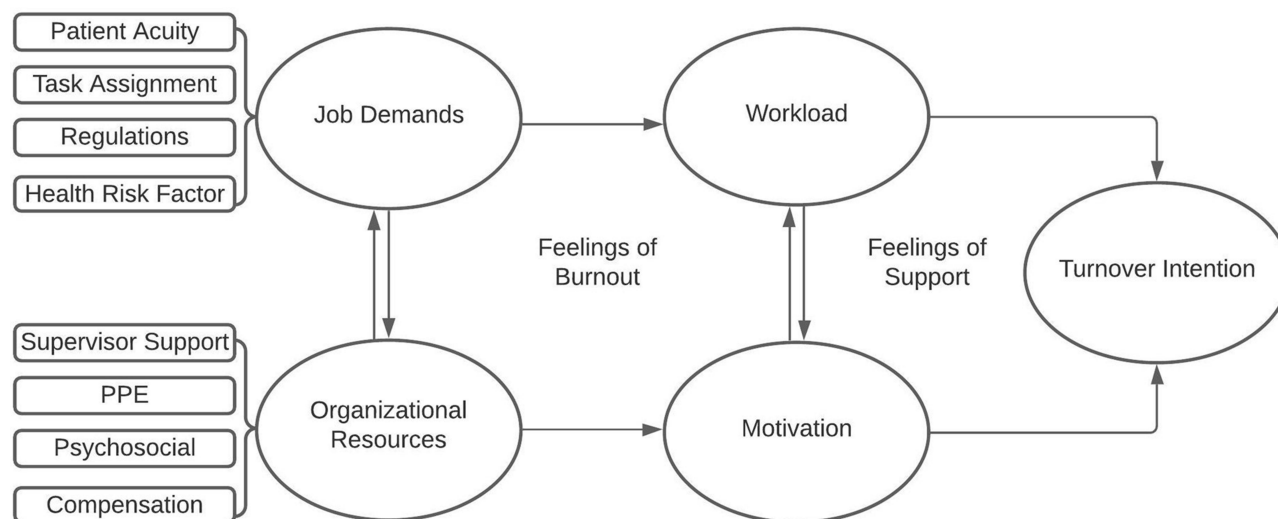 Patient Acuity
Task Assignment
Regulations
Health Risk Factor
Job Demands
Workload
Feelings of
Burnout
Feelings of
Support
Turnover Intention
Supervisor Support
PPE
Psychosocial
Compensation
Organizational
Resources
Motivation